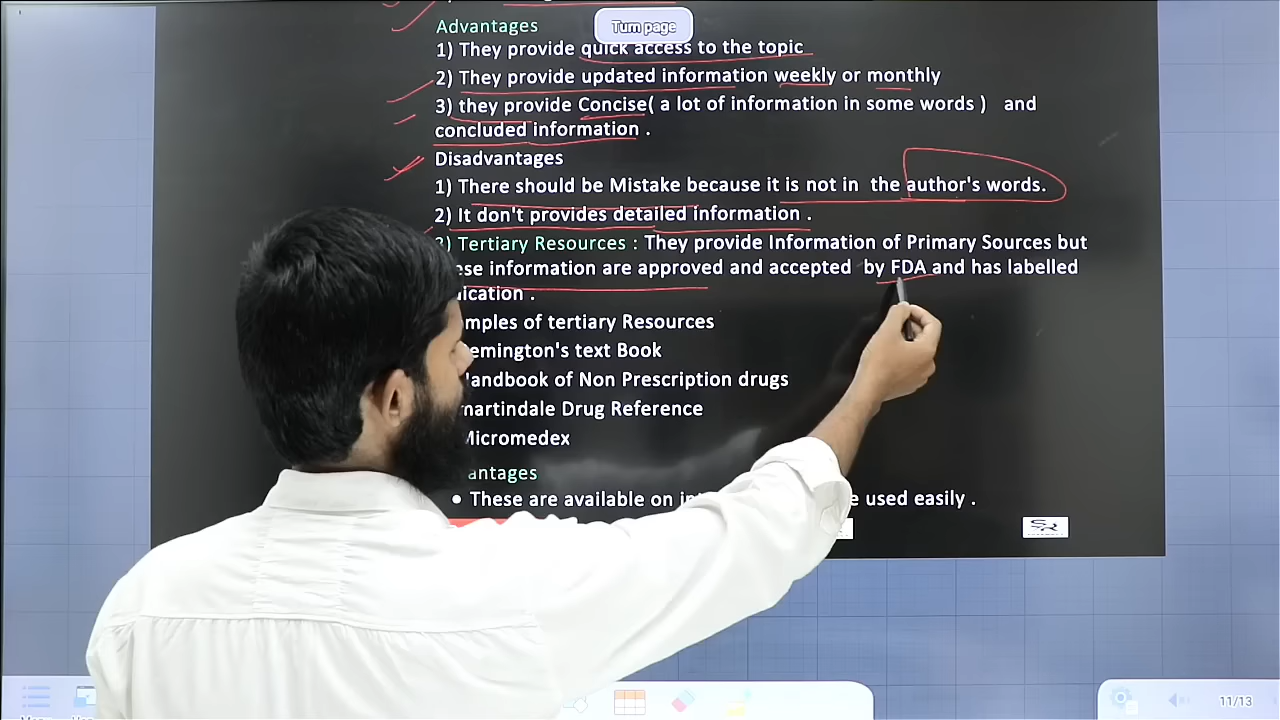 Turn page
Advantages
1) They provide quick access to the topic
2) They provide updated information weekly or monthly
3) they provide Concise( a lot of information in some words ) and
concluded information .
Disadvantages
1) There should be Mistake because it is not in the author's words.
2) It don't provides detailed information .
3) Tertiary Resources : They provide Information of Primary Sources but
information are approved and accepted by FDA and has labelled
.
of tertiary Resources
text Book
Handbook of Non Prescription drugs
martindale Drug Reference
Micromedex
• These are available on used easily .
SR
11/13